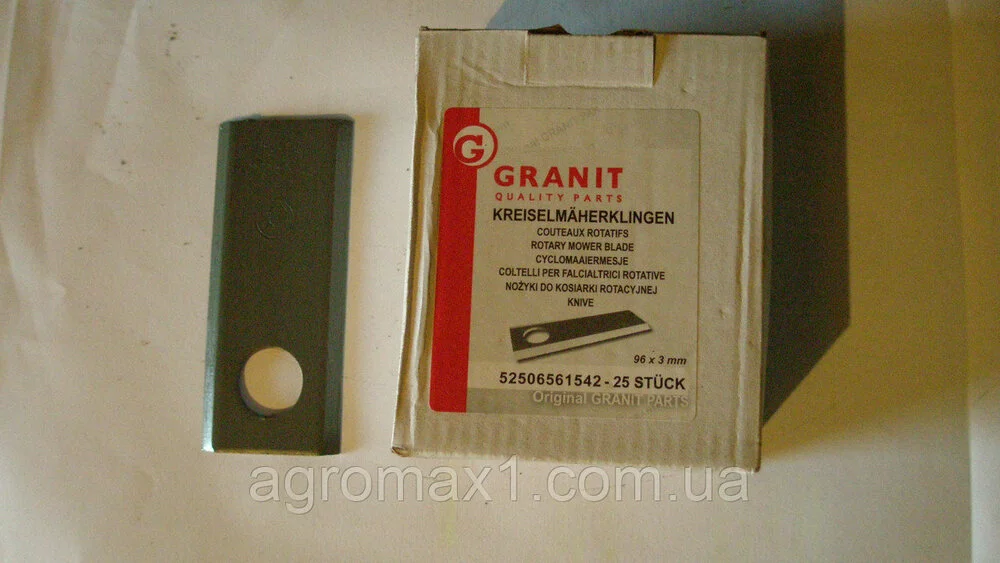 G
GRANIT
QUALITY PARTS
KREISELMÄHERKLINGEN
COUTEAUX ROTATIFS
ROTARY MOWER BLADE
CYCLOMAAIERMESJE
COLTELLI PER FALCIALTRICI ROTATIVE
NOŻYKI DO KOSIARKI ROTACYJNEJ
KNIVE
96 x 3 mm
52506561542 - 25 STÜCK
Original GRANIT PARTS
agromax1.com.ua